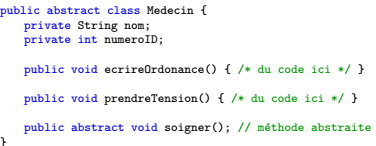 public abstract class Medecin {
    private String nom;
    private int numeroID;
    public void ecrireOrdonance() { /* du code ici */ }
    public void prendreTension() { /* du code ici */ }
    public abstract void soigner(); // méthode abstraite
}